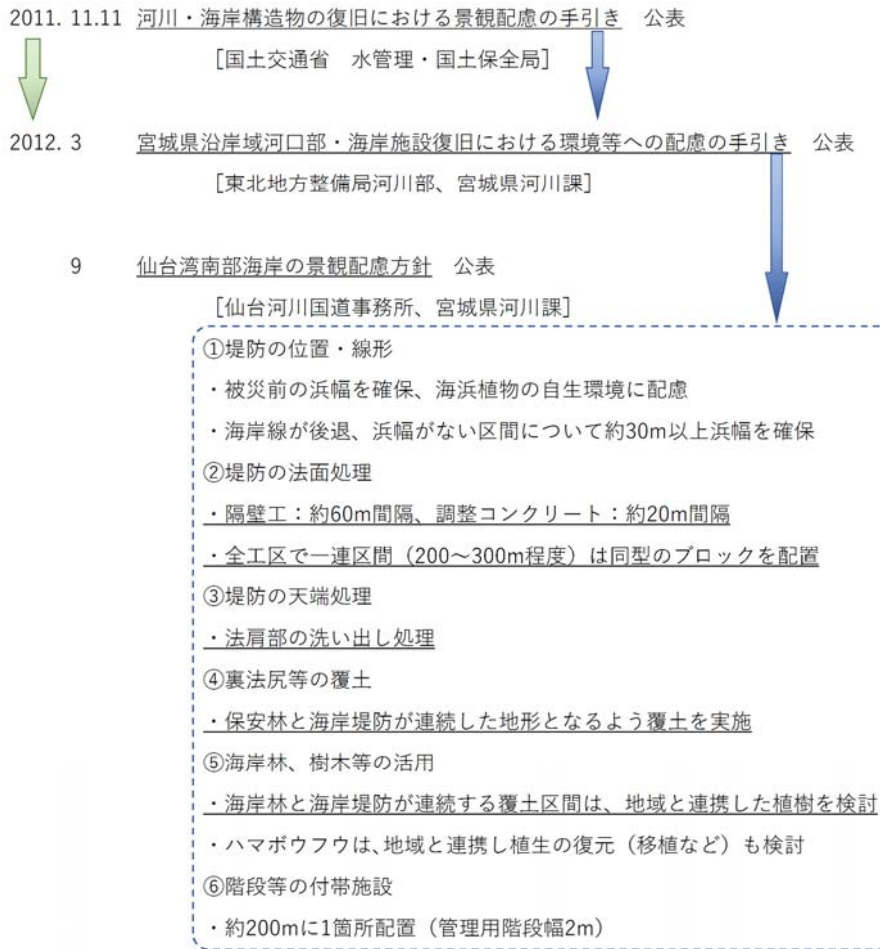 2011. 11.11 河川・海岸構造物の復旧における景観配慮の手引き 公表
[国土交通省 水管理・国土保全局]
2012. 3 宮城県沿岸域河口部・海岸施設復旧における環境等への配慮の手引き 公表
[東北地方整備局河川部、宮城県河川課]
9 仙台湾南部海岸の景観配慮方針 公表
[仙台河川国道事務所、宮城県河川課]
①堤防の位置・線形
・被災前の浜幅を確保、海浜植物の自生環境に配慮
・海岸線が後退、浜幅がない区間について約30m以上浜幅を確保
②堤防の法面処理
・隔壁工：約60m間隔、調整コンクリート：約20m間隔
・全工区で一連区間（200～300m程度）は同型のブロックを配置
③堤防の天端処理
・法肩部の洗い出し処理
④裏法尻等の覆土
・保安林と海岸堤防が連続した地形となるよう覆土を実施
⑤海岸林、樹木等の活用
・海岸林と海岸堤防が連続する覆土区間は、地域と連携した植樹を検討
・ハマボウフウは、地域と連携し植生の復元（移植など）も検討
⑥階段等の付帯施設
・約200mに1箇所配置（管理用階段幅2m）